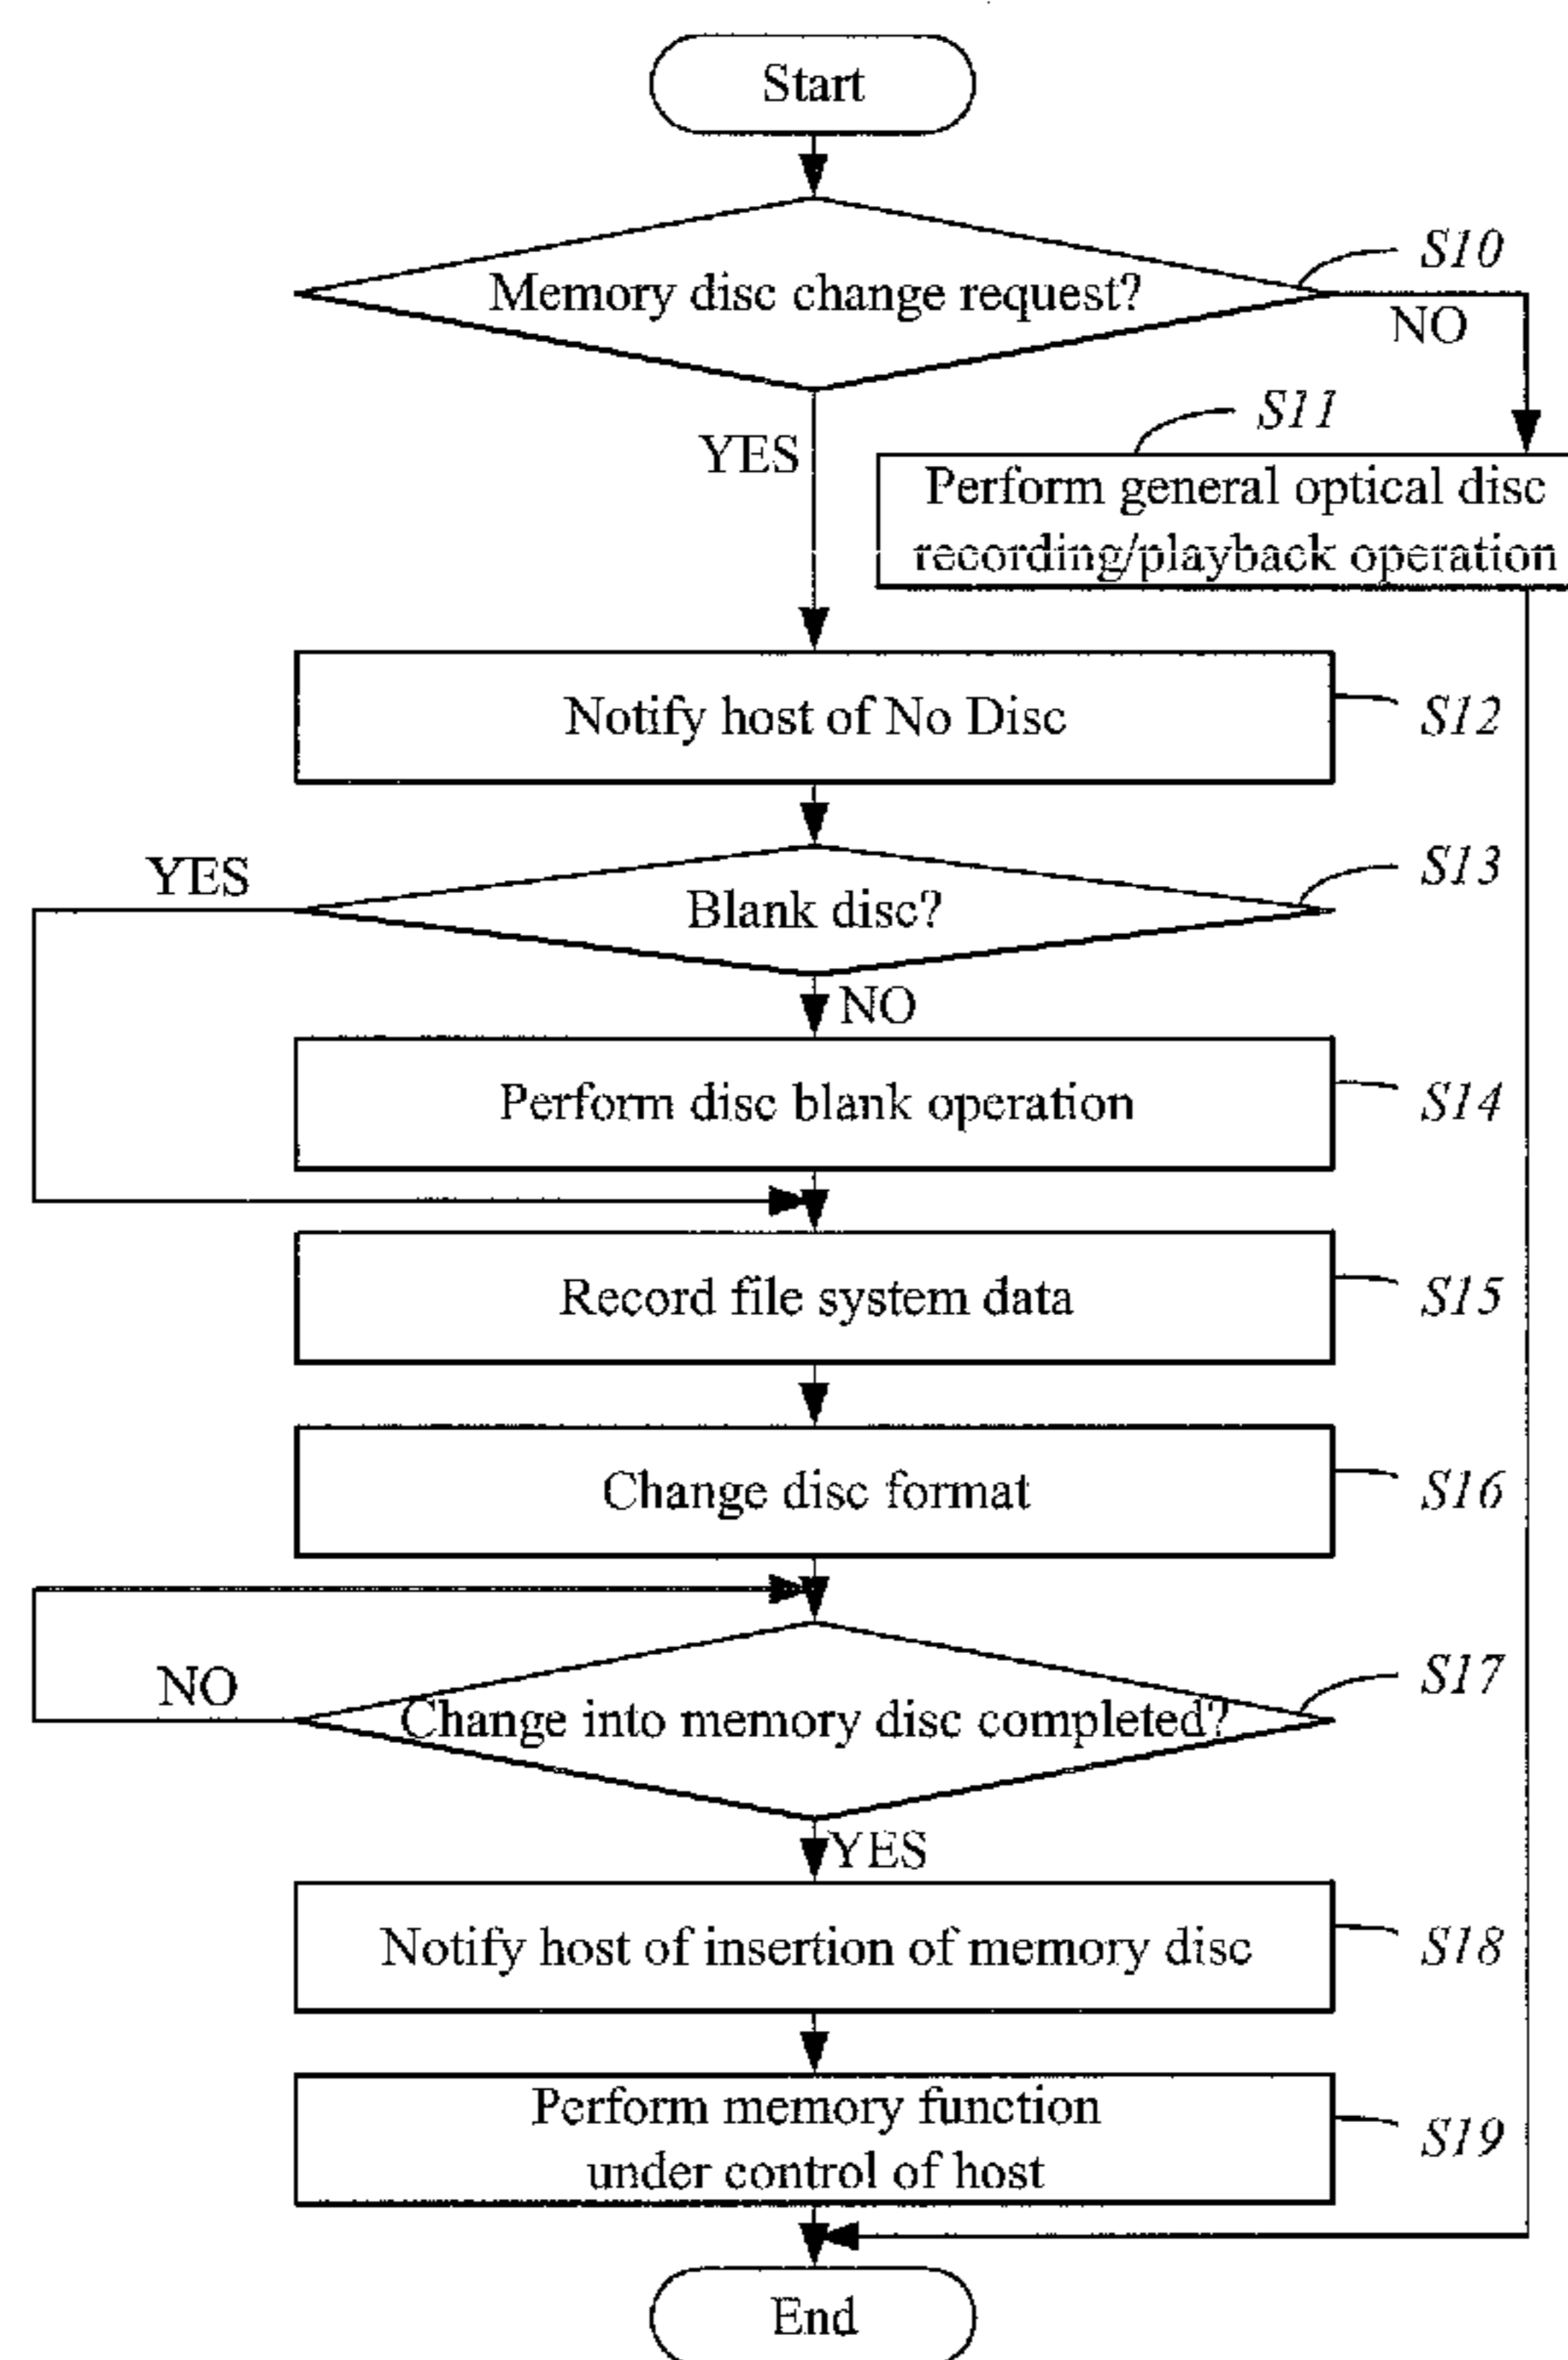 Start
Memory disc change request?
S10
NO
S11
YES
Perform general optical disc
recording/playback operation
Notify host of No Disc
S12
YES
Blank disc?
S13
NO
Perform disc blank operation
S14
Record file system data
S15
Change disc format
S16
NO
Change into memory disc completed?
S17
YES
Notify host of insertion of memory disc
S18
Perform memory function
under control of host
S19
End